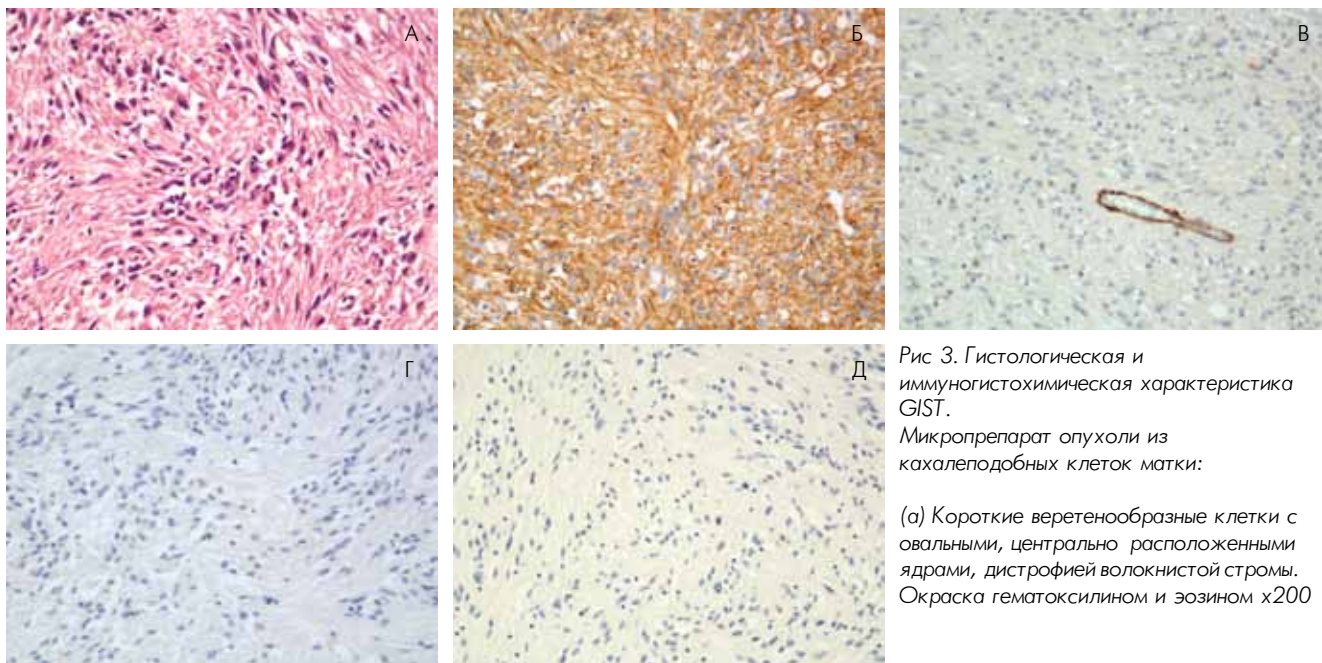 А
Б
В
Г
Д
Рис 3. Гистологическая и
иммуногистохимическая характеристика
GIST.
Микропрепарат опухоли из
кахалеподобных клеток матки:
(а) Короткие веретенообразные клетки с
овальными, центрально расположенными
ядрами, дистрофией волокнистой стромы.
Окраска гематоксилином и эозином х200